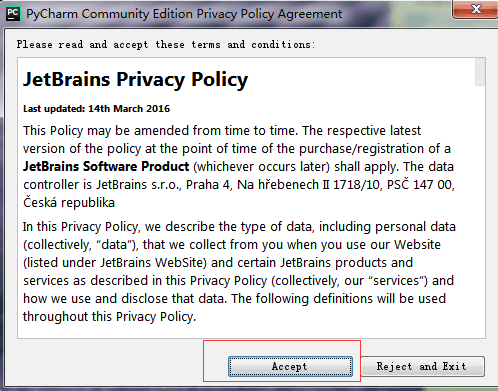 PC PyCharm Community Edition Privacy Policy Agreement
Please read and accept these terms and conditions:
JetBrains Privacy Policy
Last updated: 14th March 2016
This Policy may be amended from time to time. The respective latest
version of the policy at the point of time of the purchase/registration of a
JetBrains Software Product (whichever occurs later) shall apply. The data
controller is JetBrains s.r.o., Praha 4, Na hřebenech II 1718/10, PSČ 147 00,
Česká republika
In this Privacy Policy, we describe the type of data, including personal data
(collectively, “data”), that we collect from you when you use our Website
(listed under JetBrains WebSite) and certain JetBrains products and
services as described in this Privacy Policy (collectively, our “services”) and
how we use and disclose that data. The following definitions will be used
throughout this Privacy Policy.
Accept
Reject and Exit